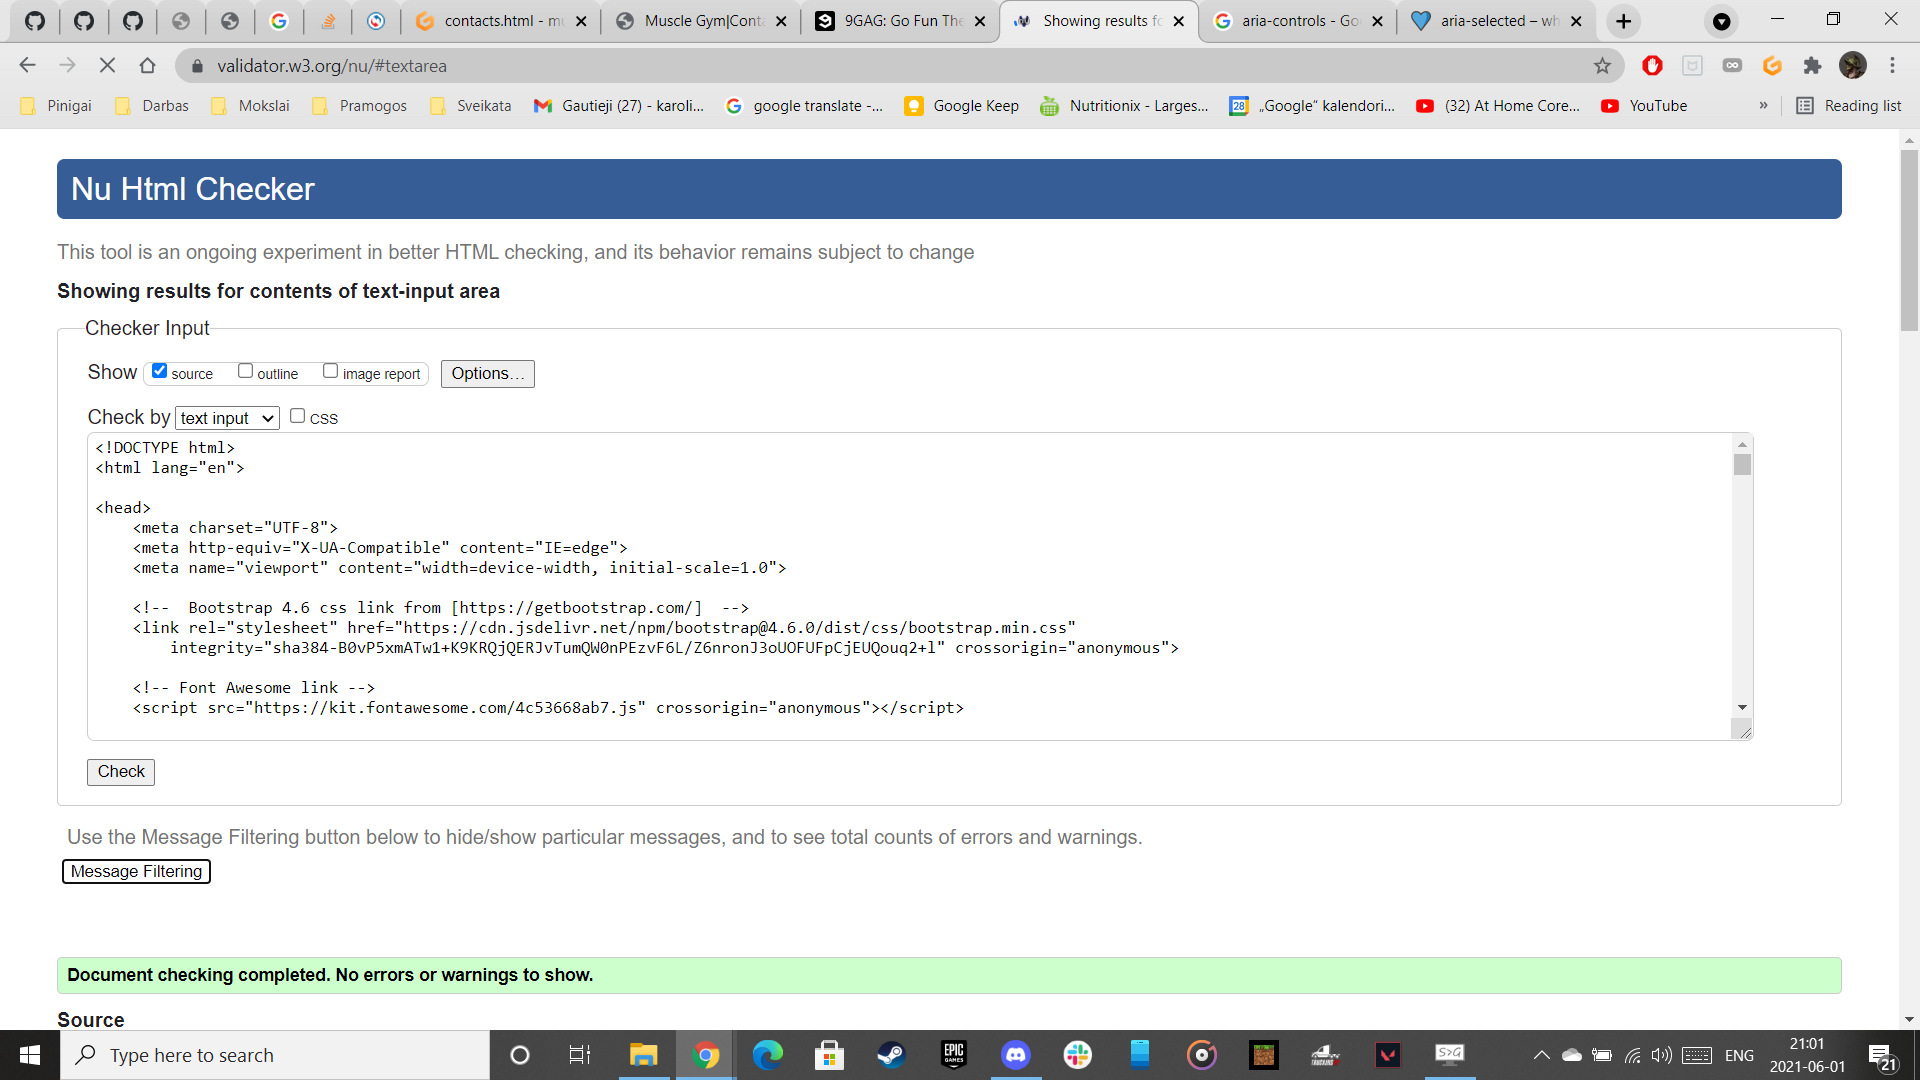 contacts.html - m
Muscle Gym|Cont
9GAG: Go Fun The
Showing results fo
aria-controls - Go
aria-selected – wh
validator.w3.org/nu/#textarea
Pinigai
Darbas
Mokslai
Pramogos
Sveikata
Gautieji (27) - karoli...
google translate -...
Google Keep
Nutritionix - Larges...
28
„Google“ kalendori...
(32) At Home Core...
YouTube
»
Reading list
Nu Html Checker
This tool is an ongoing experiment in better HTML checking, and its behavior remains subject to change
Showing results for contents of text-input area
Checker Input
Show source outline image report Options...
Check by text input CSS
<!DOCTYPE html>
<html lang="en">
<head>
<meta charset="UTF-8">
<meta http-equiv="X-UA-Compatible" content="IE=edge">
<meta name="viewport" content="width=device-width, initial-scale=1.0">
<!--  Bootstrap 4.6 css link from [https://getbootstrap.com/]  -->
<link rel="stylesheet" href="https://cdn.jsdelivr.net/npm/bootstrap@4.6.0/dist/css/bootstrap.min.css"
integrity="sha384-B0vP5xmATw1+K9KRQjQERJvTumQW0nPEzvF6L/Z6nronJ3oUOFUFpCjEUQouq2+l" crossorigin="anonymous">
<!-- Font Awesome link -->
<script src="https://kit.fontawesome.com/4c53668ab7.js" crossorigin="anonymous"></script>
Check
Use the Message Filtering button below to hide/show particular messages, and to see total counts of errors and warnings.
Message Filtering
Document checking completed. No errors or warnings to show.
Source
Type here to search
EPIC
GAMES
S>G
ENG
21:01
2021-06-01
21